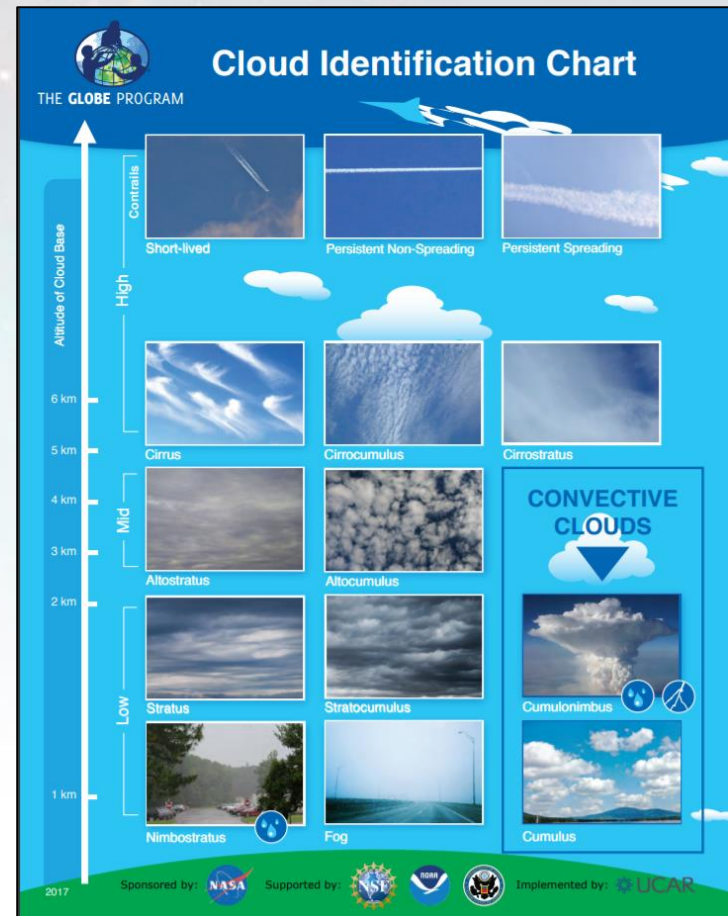 Cloud Identification Chart
THE GLOBE PROGRAM
Altitude of Cloud Base
High
Contrails
Short-lived
Persistent Non-Spreading
Persistent Spreading
6 km
5 km
Cirrus
Cirrocumulus
Cirrostratus
4 km
3 km
Mid
Altostratus
Altocumulus
CONVECTIVE
CLOUDS
2 km
Low
Stratus
Stratocumulus
Cumulonimbus
1 km
Nimbostratus
Fog
Cumulus
2017
Sponsored by:
NASA
Supported by:
NSF
NOAA
Implemented by:
UCAR